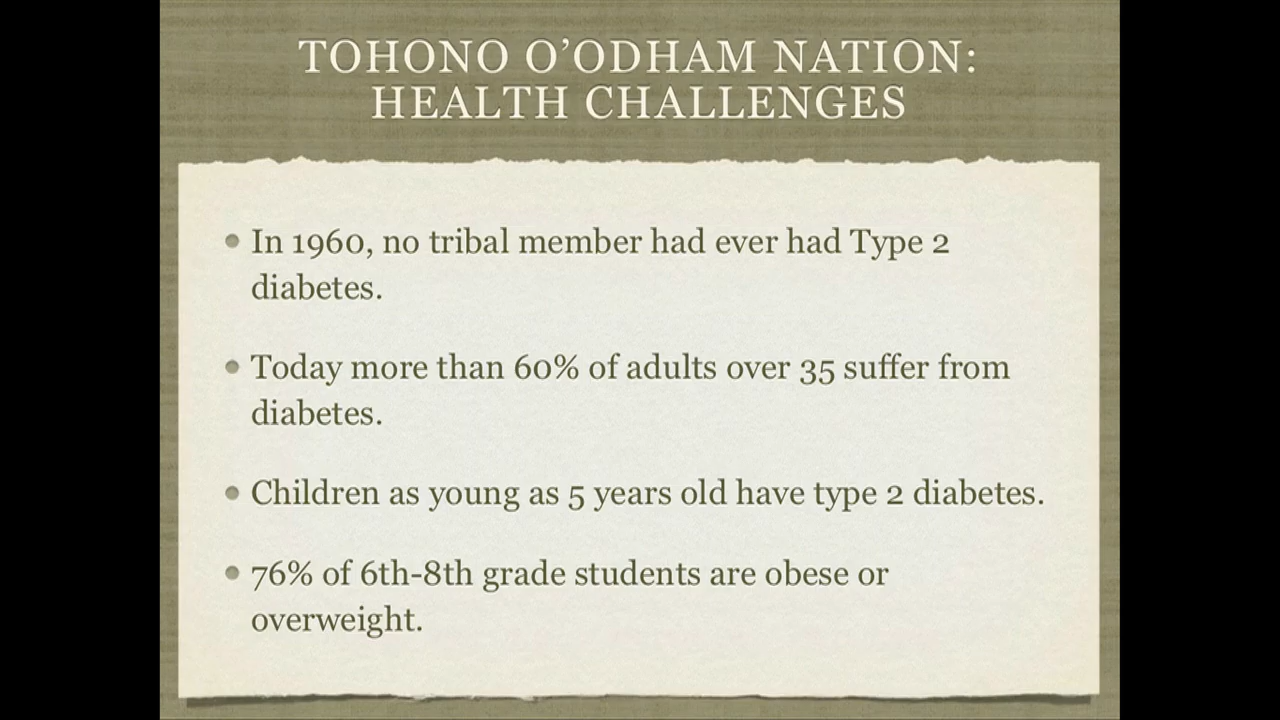 TOHONO O’ODHAM NATION:
HEALTH CHALLENGES
• In 1960, no tribal member had ever had Type 2
diabetes.
• Today more than 60% of adults over 35 suffer from
diabetes.
• Children as young as 5 years old have type 2 diabetes.
• 76% of 6th-8th grade students are obese or
overweight.